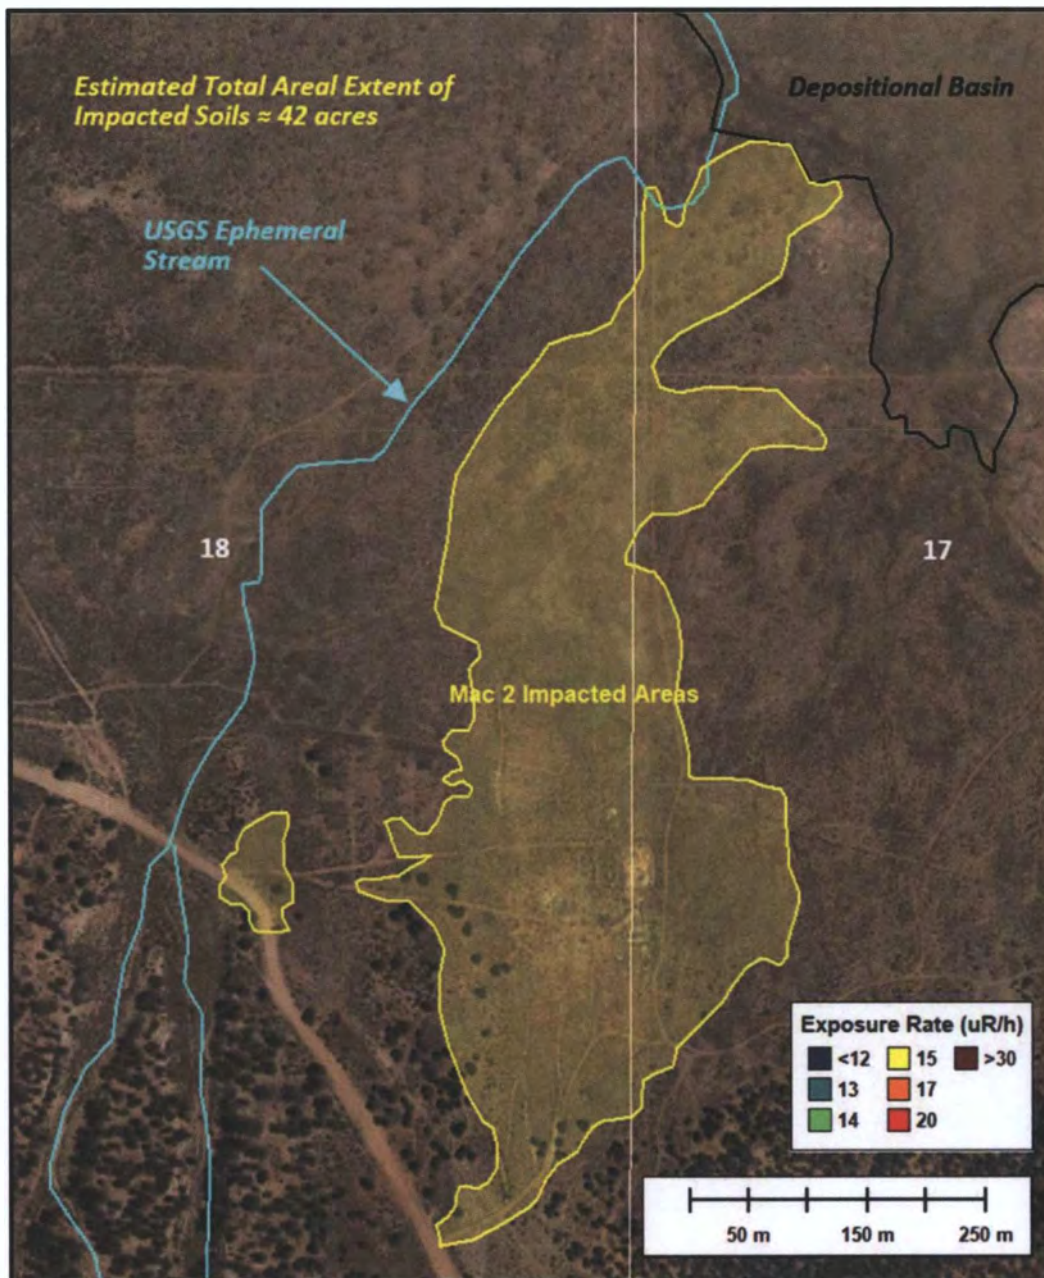 Estimated Total Areal Extent of
Impacted Soils ≈ 42 acres
Depositional Basin
USGS Ephemeral
Stream
18
17
Mac 2 Impacted Areas
Exposure Rate (uR/h)
<12 15 >30
13 17
14 20
50 m 150 m 250 m